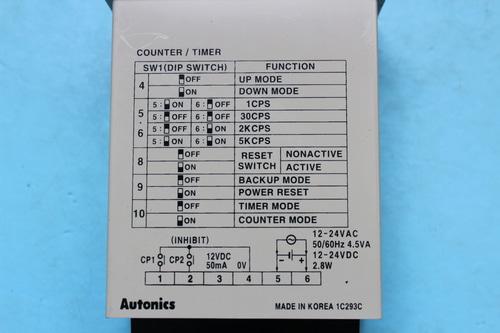 COUNTER / TIMER
SW1(DIP SWITCH) FUNCTION
4 OFF UP MODE
ON DOWN MODE
5 5: ON 6: OFF 1CPS
5: OFF 6: OFF 30CPS
6 5: OFF 6: ON 2KCPS
5: ON 6: ON 5KCPS
8 OFF RESET SWITCH NONACTIVE
ON ACTIVE
9 OFF BACKUP MODE
ON POWER RESET
10 OFF TIMER MODE
ON COUNTER MODE
(INHIBIT)
12-24VAC
50/60Hz 4.5VA
CP1 CP2 12VDC
50mA 0V
12-24VDC
2.8W
1 2 3 4 5 6
Autonics MADE IN KOREA 1C293C